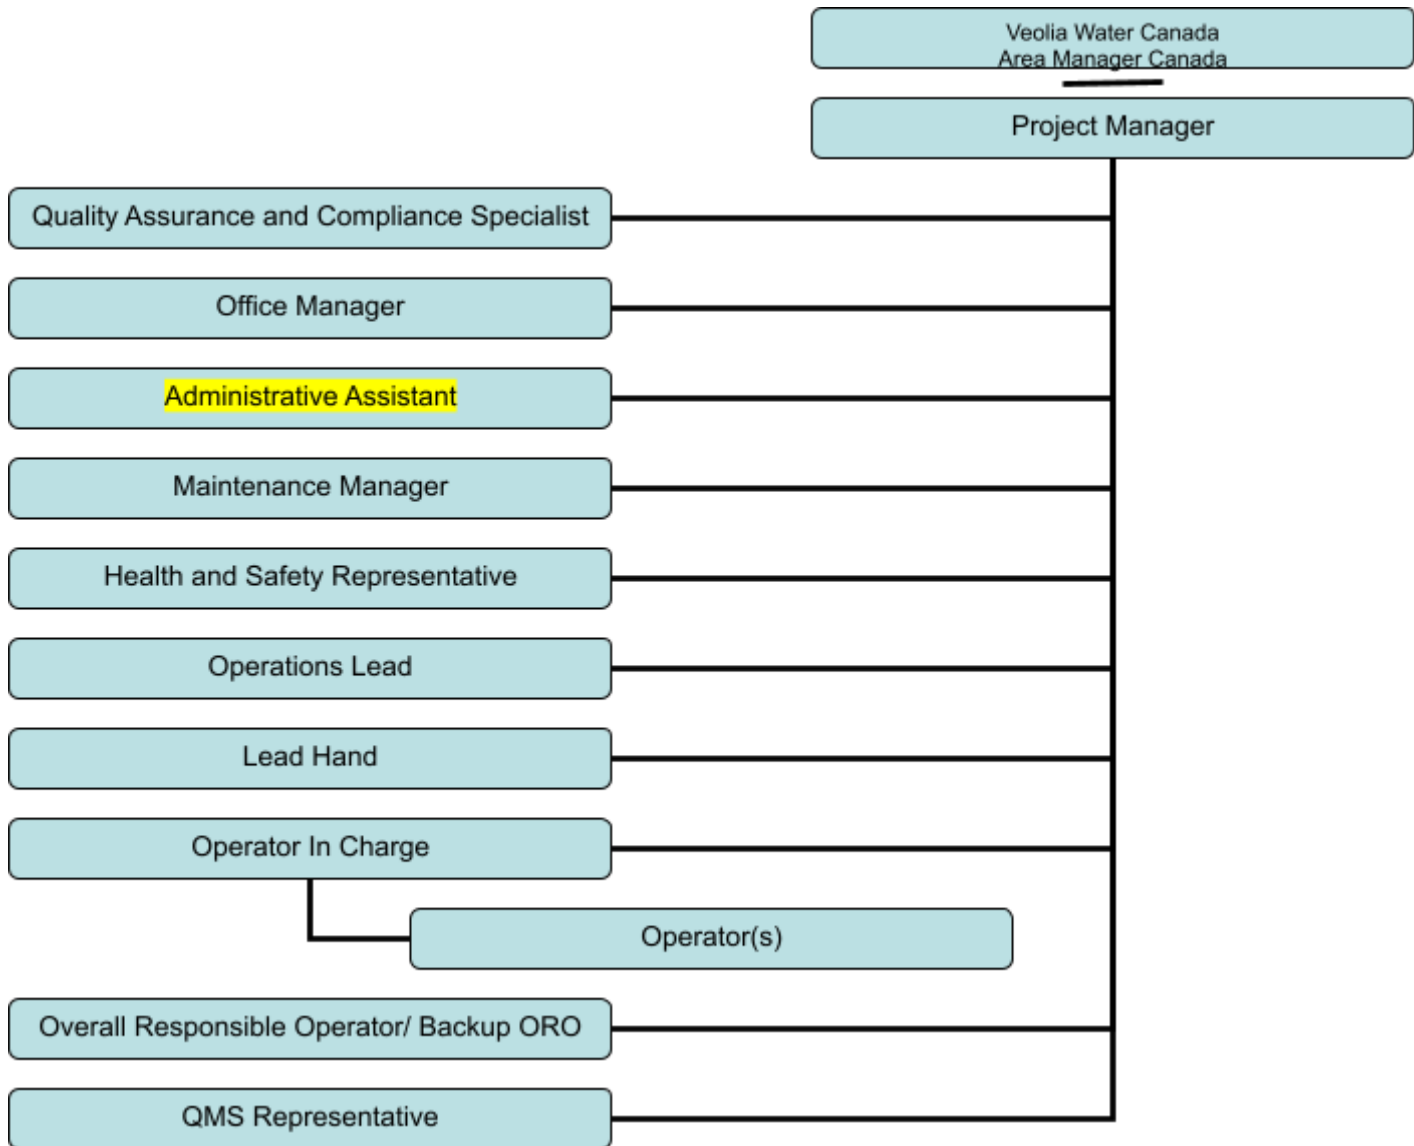 Veolia Water Canada
Area Manager Canada
Project Manager
Quality Assurance and Compliance Specialist
Office Manager
Administrative Assistant
Maintenance Manager
Health and Safety Representative
Operations Lead
Lead Hand
Operator In Charge
Operator(s)
Overall Responsible Operator/ Backup ORO
QMS Representative